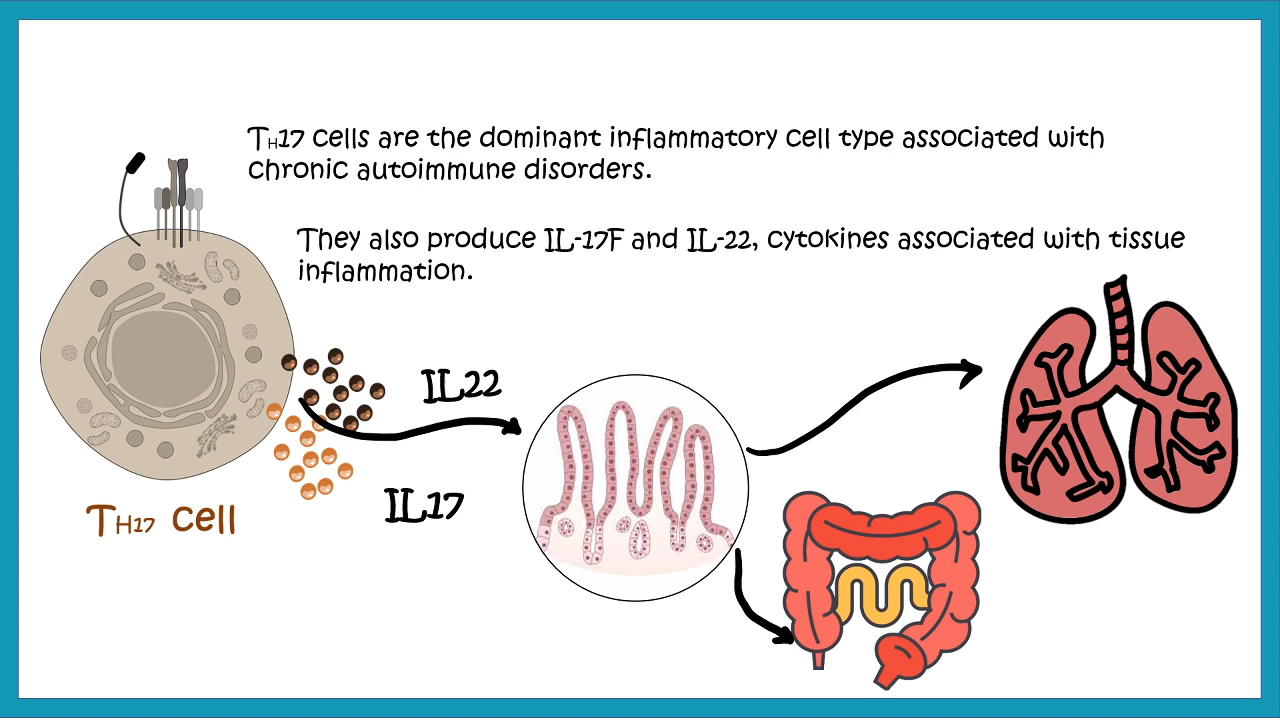 TH17 cells are the dominant inflammatory cell type associated with
chronic autoimmune disorders.
They also produce IL-17F and IL-22, cytokines associated with tissue
inflammation.
IL22
IL17
TH17 cell